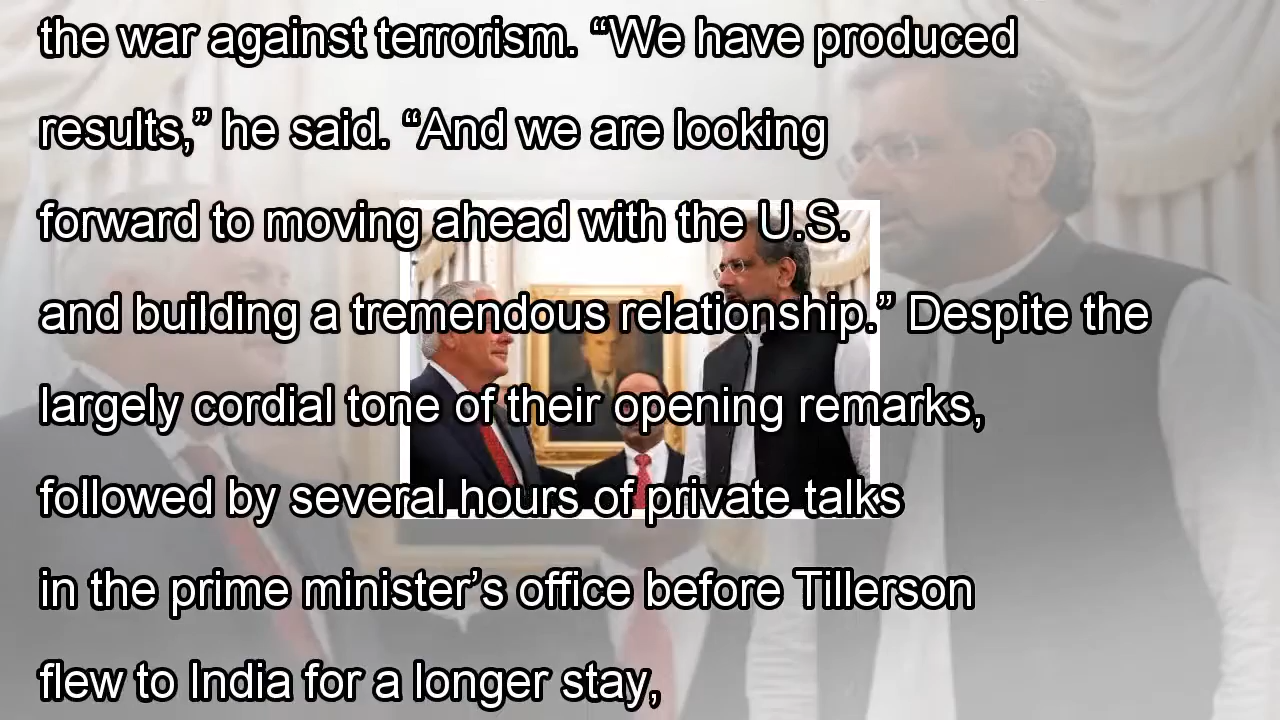 the war against terrorism. “We have produced
results,” he said. “And we are looking
forward to moving ahead with the U.S.
and building a tremendous relationship.” Despite the
largely cordial tone of their opening remarks,
followed by several hours of private talks
in the prime minister’s office before Tillerson
flew to India for a longer stay,